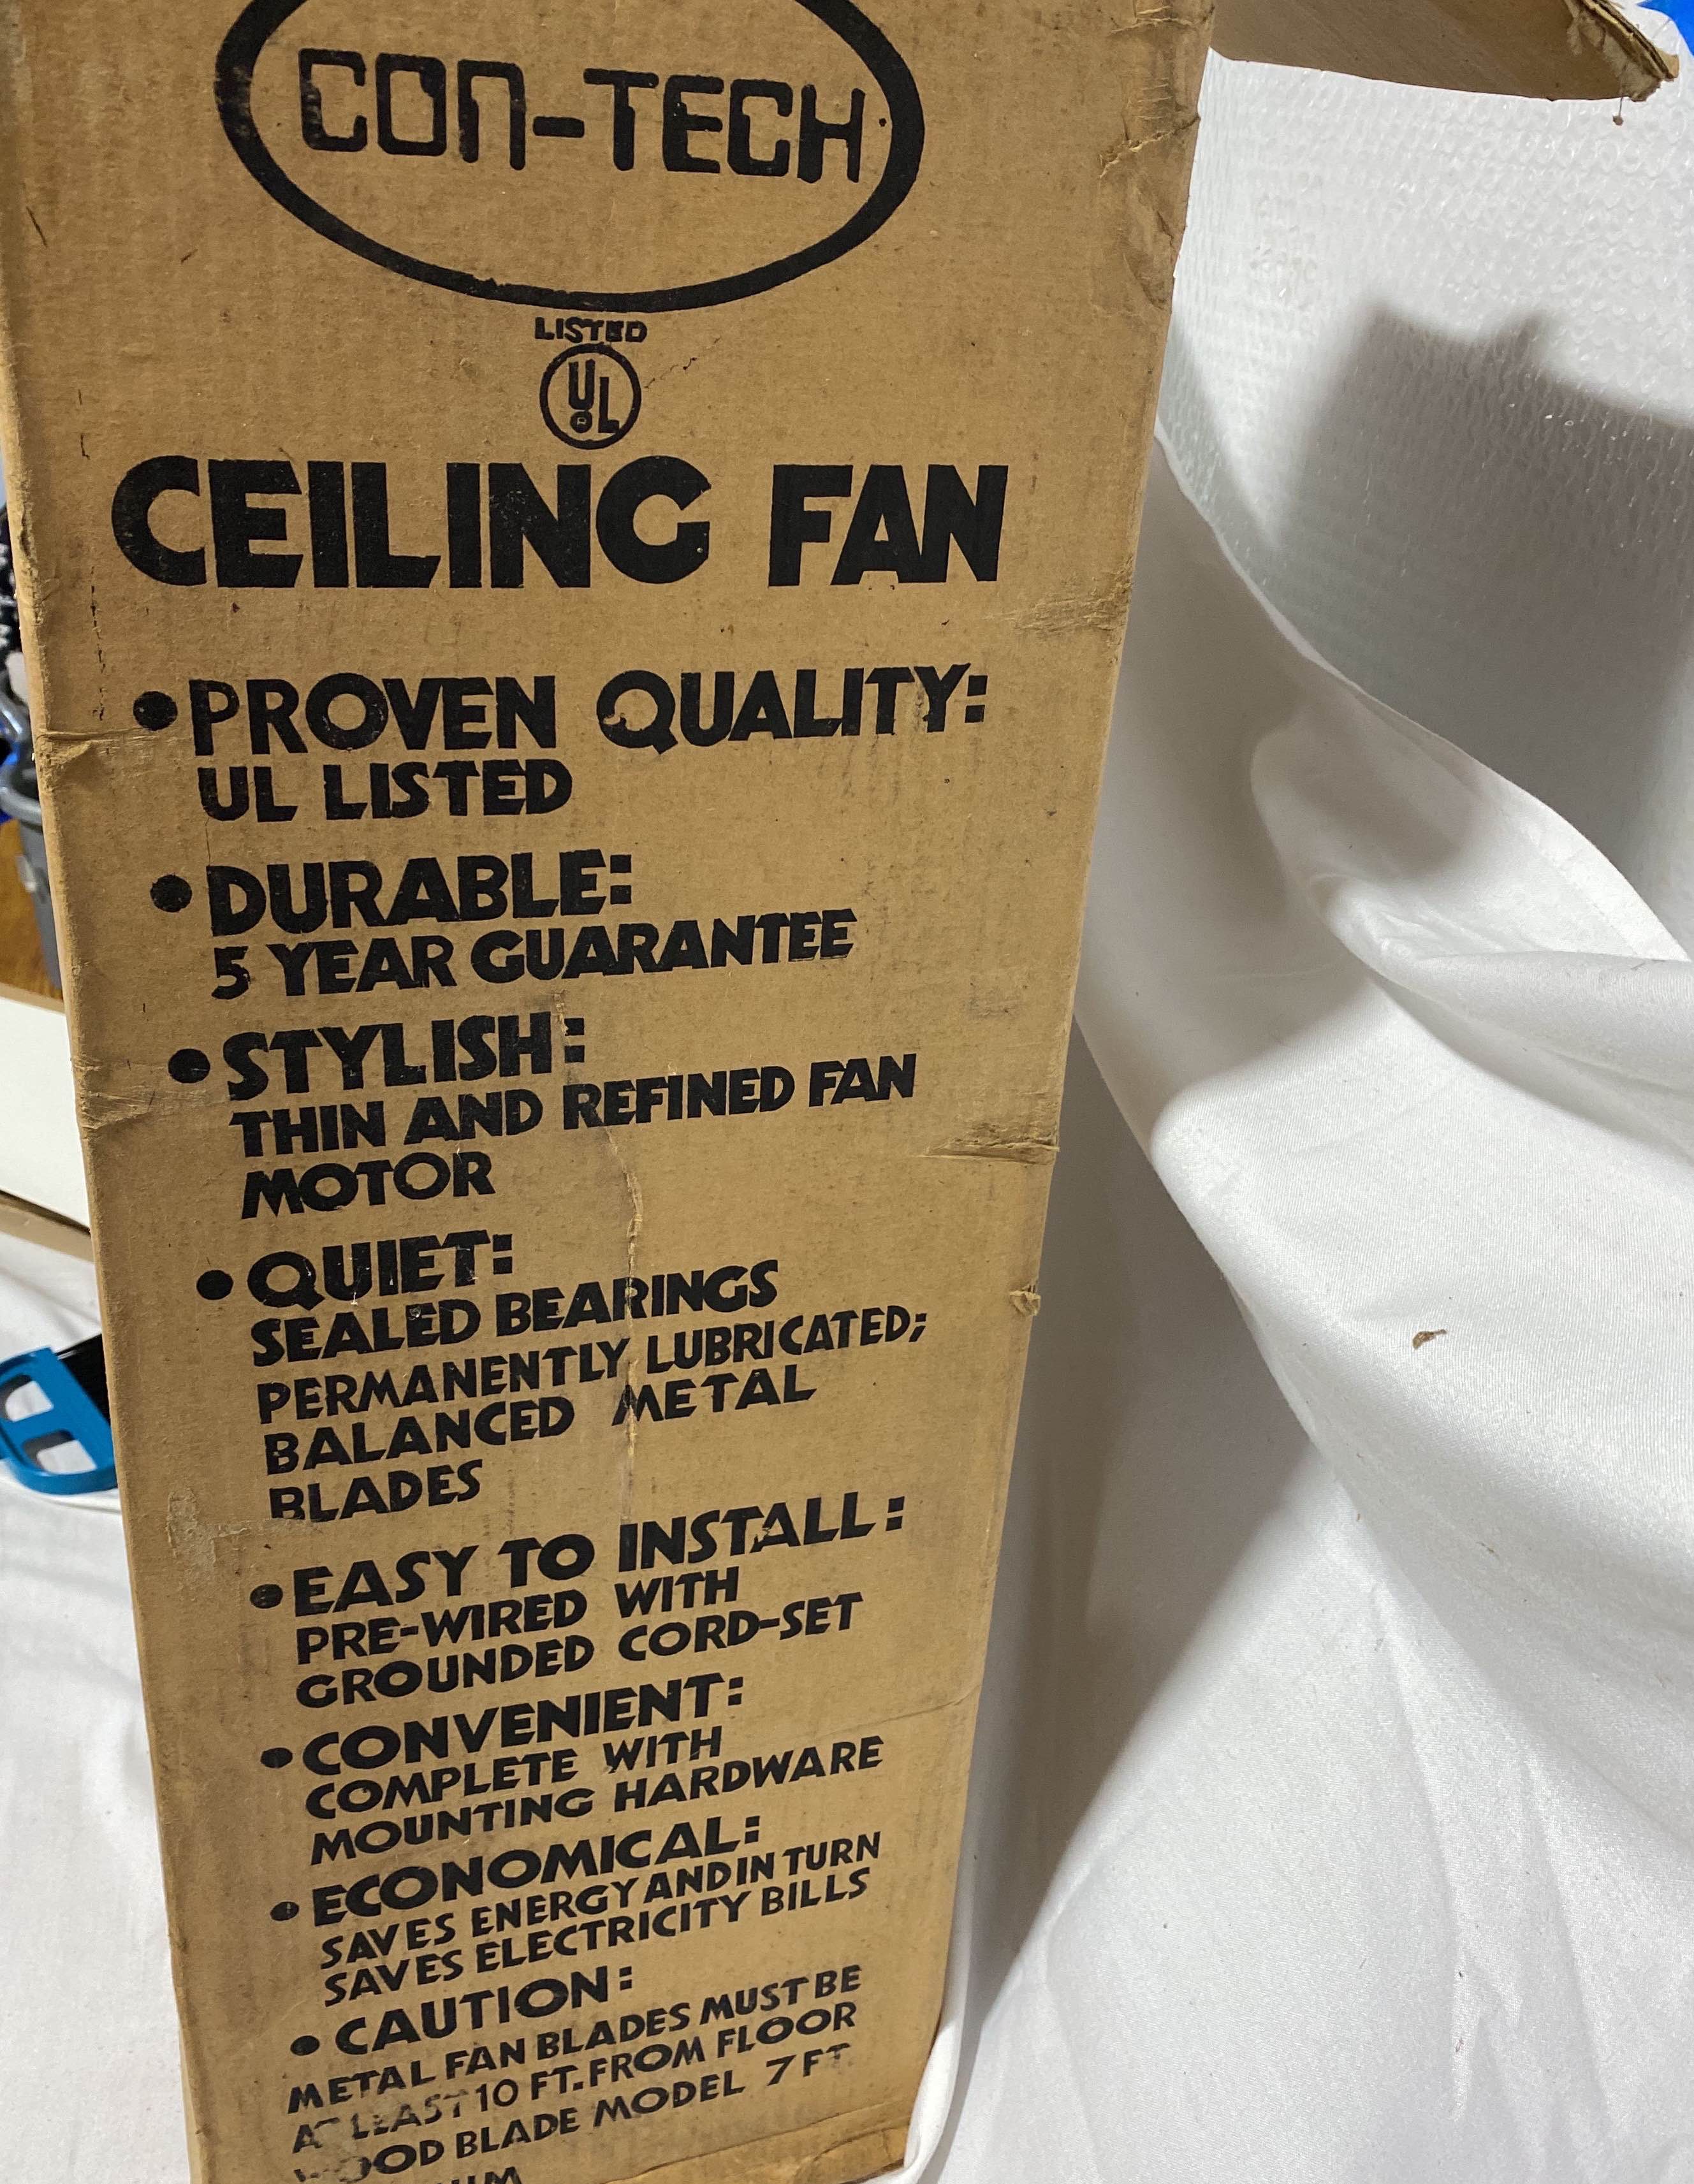 CON-TECH
LISTED
UL
®
CEILING FAN
•PROVEN QUALITY:
UL LISTED
•DURABLE:
5 YEAR GUARANTEE
•STYLISH:
THIN AND REFINED FAN
MOTOR
•QUIET:
SEALED BEARINGS
PERMANENTLY LUBRICATED;
BALANCED METAL
BLADES
•EASY TO INSTALL:
PRE-WIRED WITH
GROUNDED CORD-SET
•CONVENIENT:
COMPLETE WITH
MOUNTING HARDWARE
•ECONOMICAL:
SAVES ENERGY AND IN TURN
SAVES ELECTRICITY BILLS
•CAUTION:
METAL FAN BLADES MUST BE
AT LEAST 10 FT. FROM FLOOR
WOOD BLADE MODEL 7 FT.